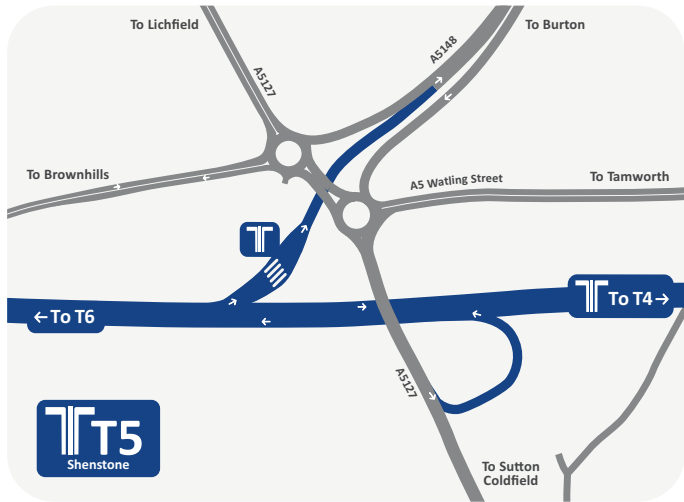 To Lichfield
To Burton
A5148
A5127
To Brownhills
A5 Watling Street
To Tamworth
T
To T6
T To T4
A5127
T T5
Shenstone
To Sutton
Coldfield